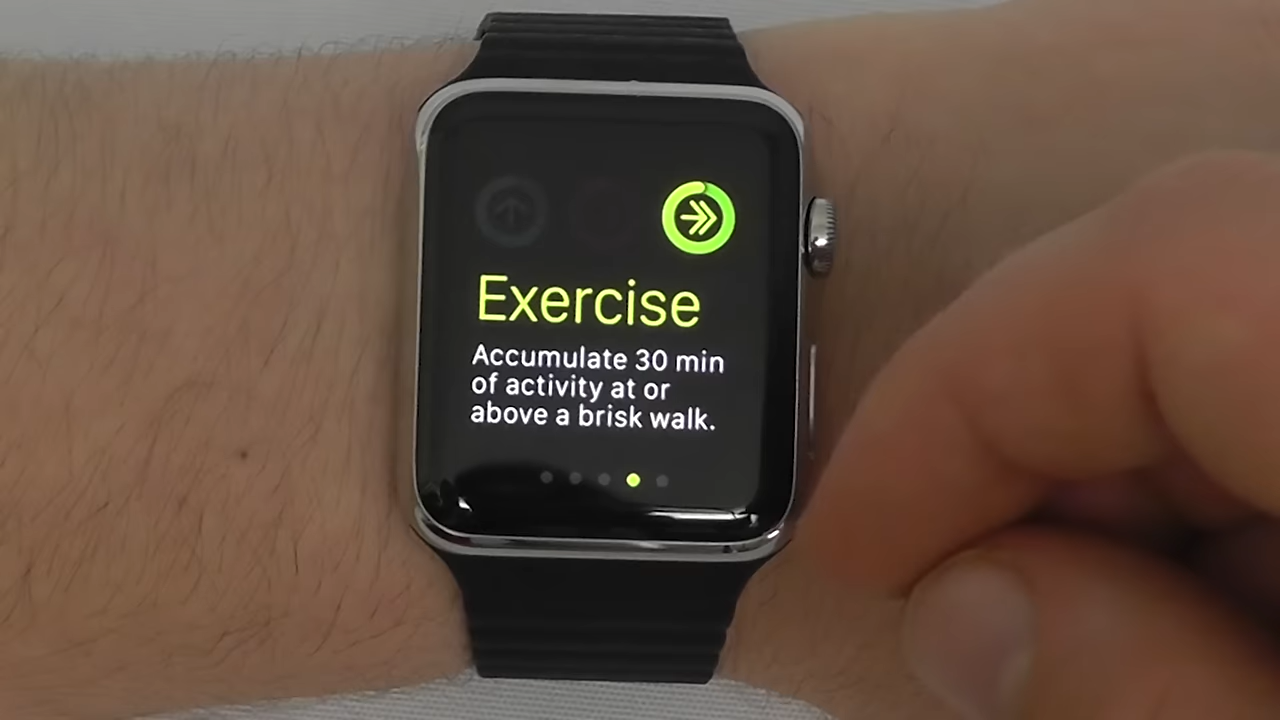 Exercise
Accumulate 30 min
of activity at or
above a brisk walk.